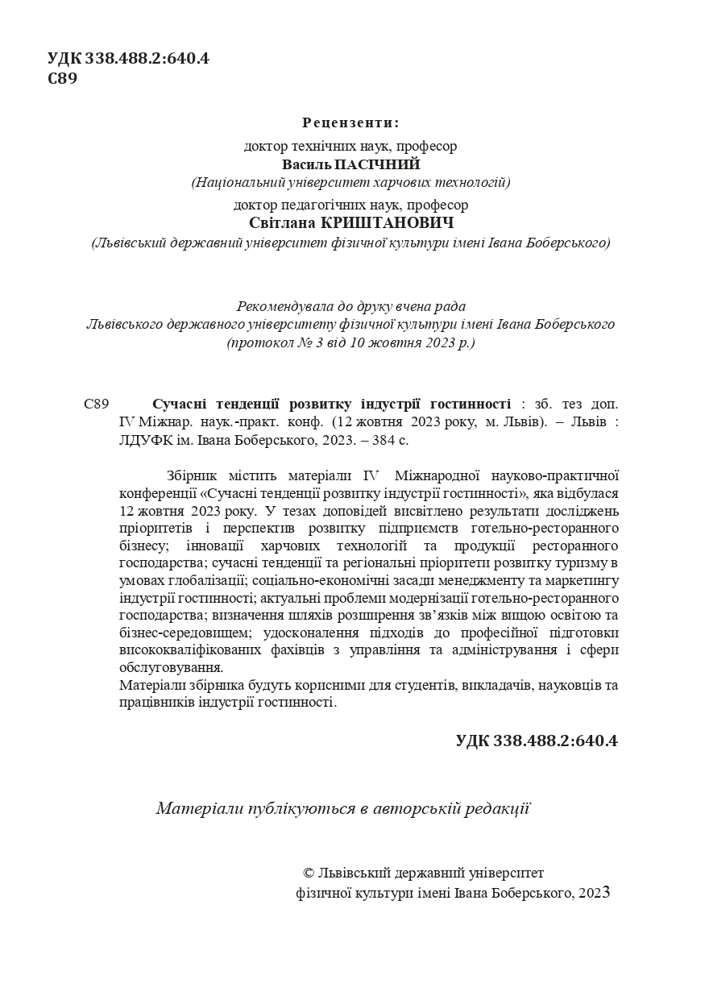 УДК 338.488.2:640.4
С89
Рецензенти:
доктор технічних наук, професор
Василь ПАСІЧНИЙ
(Національний університет харчових технологій)
доктор педагогічних наук, професор
Світлана КРИШТАНОВИЧ
(Львівський державний університет фізичної культури імені Івана Боберського)
Рекомендувала до друку вчена рада
Львівського державного університету фізичної культури імені Івана Боберського
(протокол № 3 від 10 жовтня 2023 р.)
С89 Сучасні тенденції розвитку індустрії гостинності : зб. тез доп.
IV Міжнар. наук.-практ. конф. (12 жовтня 2023 року, м. Львів). – Львів :
ЛДУФК ім. Івана Боберського, 2023. – 384 с.
Збірник містить матеріали IV Міжнародної науково-практичної
конференції «Сучасні тенденції розвитку індустрії гостинності», яка відбулася
12 жовтня 2023 року. У тезах доповідей висвітлено результати досліджень
пріоритетів і перспектив розвитку підприємств готельно-ресторанного
бізнесу; інновації харчових технологій та продукції ресторанного
господарства; сучасні тенденції та регіональні пріоритети розвитку туризму в
умовах глобалізації; соціально-економічні засади менеджменту та маркетингу
індустрії гостинності; актуальні проблеми модернізації готельно-ресторанного
господарства; визначення шляхів розширення зв’язків між вищою освітою та
бізнес-середовищем; удосконалення підходів до професійної підготовки
висококваліфікованих фахівців з управління та адміністрування і сфери
обслуговування.
Матеріали збірника будуть корисними для студентів, викладачів, науковців та
працівників індустрії гостинності.
УДК 338.488.2:640.4
Матеріали публікуються в авторській редакції
© Львівський державний університет
фізичної культури імені Івана Боберського, 2023